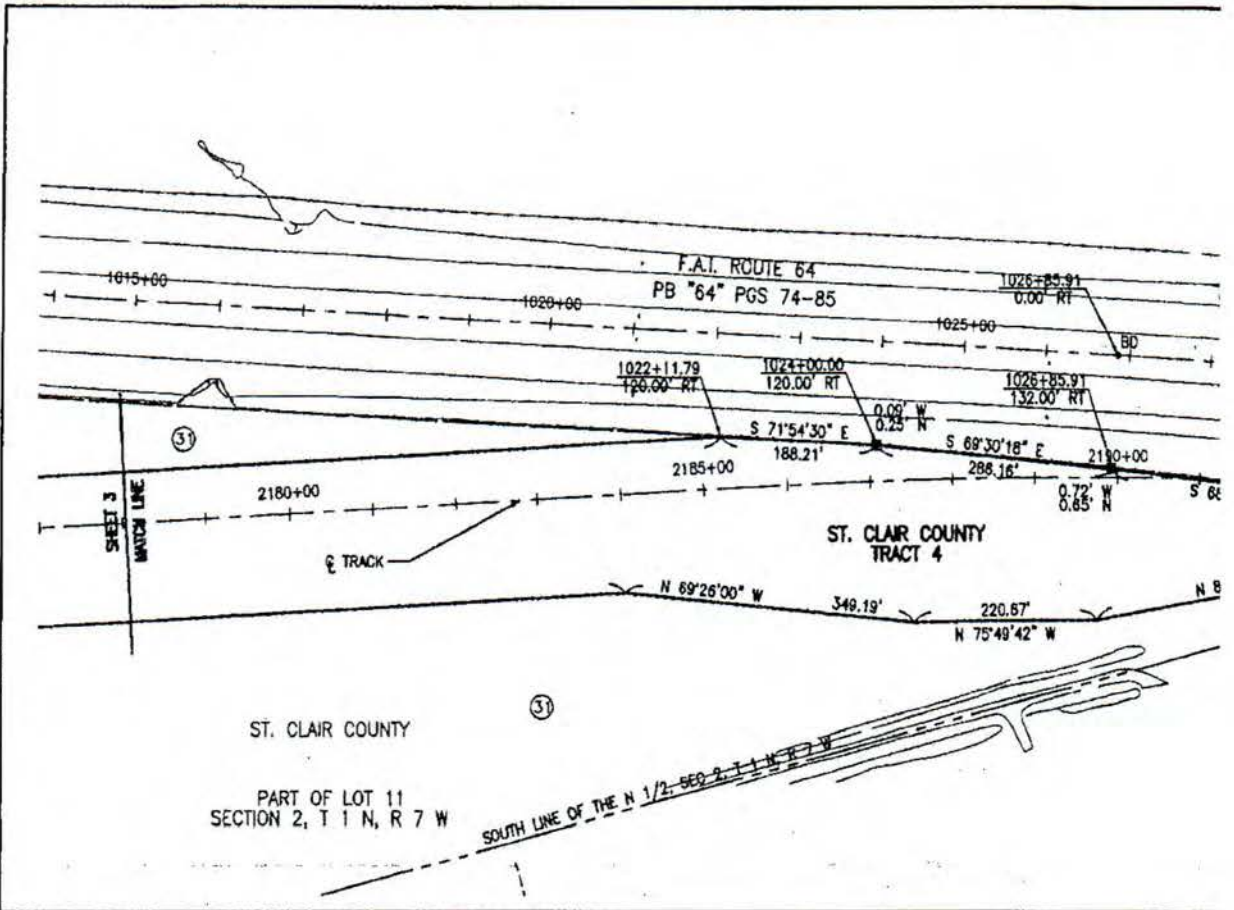 F.A.I. ROUTE 64
PB "64" PGS 74-85
1015+00
1020+00
1025+00
1026+85.91
0.00' RT
BD
1022+11.79
120.00' RT
1024+00.00
120.00' RT
1026+85.91
132.00' RT
0.09' W
0.25' N
S 71°54'30" E
188.21'
S 69°30'18" E
286.16'
2190+00
0.72' W
0.65' N
S 68
31
2180+00
2185+00
SHEET 3
MATCH LINE
℄ TRACK
ST. CLAIR COUNTY
TRACT 4
N 69°26'00" W
349.19'
220.67'
N 75°49'42" W
N 8
31
ST. CLAIR COUNTY
PART OF LOT 11
SECTION 2, T 1 N, R 7 W
SOUTH LINE OF THE N 1/2, SEC 2, T 1 N, R 7 W